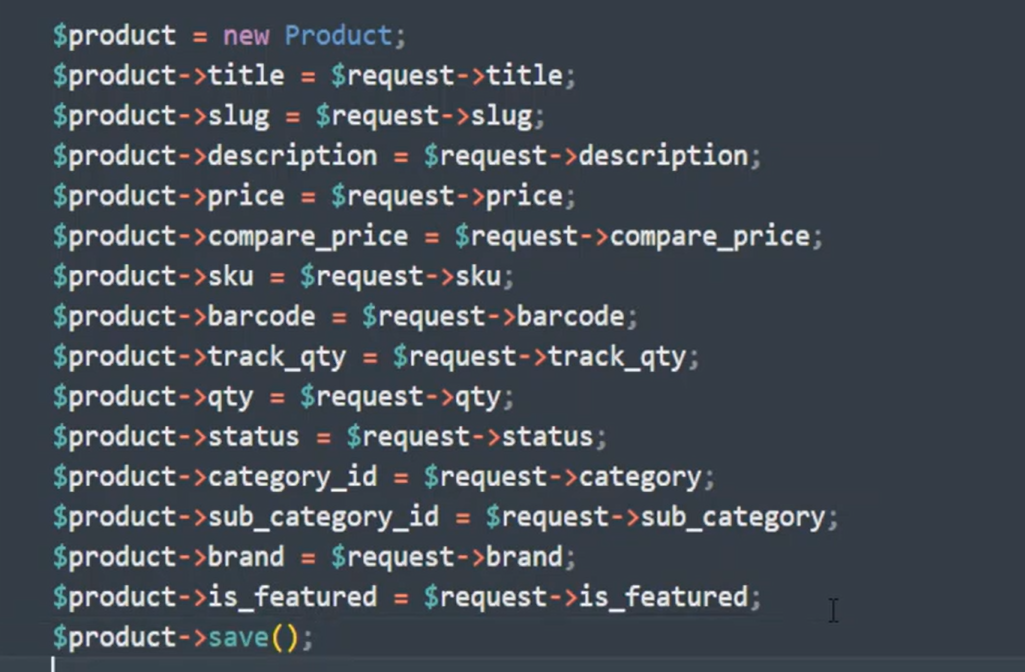 $product = new Product;
$product->title = $request->title;
$product->slug = $request->slug;
$product->description = $request->description;
$product->price = $request->price;
$product->compare_price = $request->compare_price;
$product->sku = $request->sku;
$product->barcode = $request->barcode;
$product->track_qty = $request->track_qty;
$product->qty = $request->qty;
$product->status = $request->status;
$product->category_id = $request->category;
$product->sub_category_id = $request->sub_category;
$product->brand = $request->brand;
$product->is_featured = $request->is_featured;
$product->save();